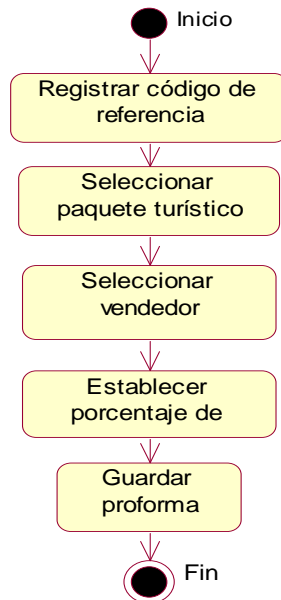 Inicio
Registrar código de
referencia
Seleccionar
paquete turístico
Seleccionar
vendedor
Establecer
porcentaje de
Guardar
proforma
Fin